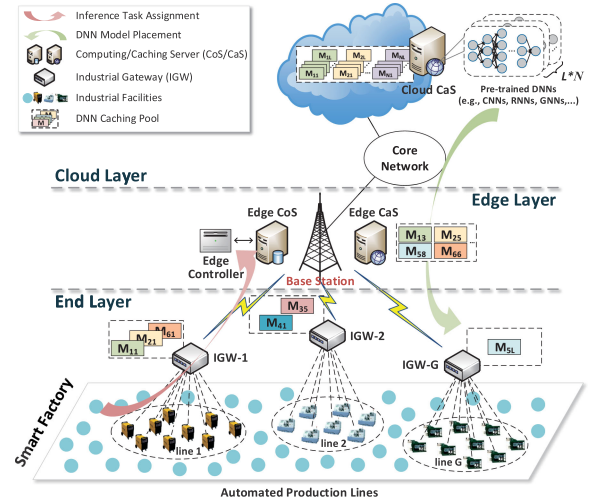 Inference Task Assignment
DNN Model Placement
Computing/Caching Server (CoS/CaS)
Industrial Gateway (IGW)
Industrial Facilities
M
DNN Caching Pool
M1L
M2L
MNL
M11
M21
MN1
Cloud CaS
L*N
Pre-trained DNNs
(e.g., CNNs, RNNs, GNNs,...)
Core
Network
Cloud Layer
Edge Layer
Edge CoS
Edge CaS
Edge
Controller
M13
M25
M58
M66
...
Base Station
End Layer
M35
M41
M61
M21
M11
IGW-1
IGW-2
IGW-G
M5L
Smart Factory
line 1
line 2
line G
Automated Production Lines